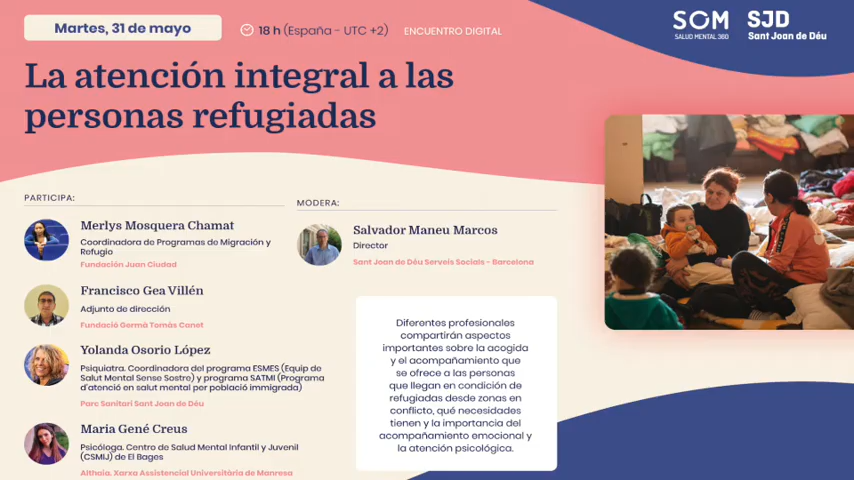 Martes, 31 de mayo
18 h (España - UTC +2)
ENCUENTRO DIGITAL
SOM
SALUD MENTAL 360
SJD
Sant Joan de Déu
La atención integral a las
personas refugiadas
PARTICIPA:
Merlys Mosquera Chamat
Coordinadora de Programas de Migración y
Refugio
Fundación Juan Ciudad
Francisco Gea Villén
Adjunto de dirección
Fundació Germà Tomàs Canet
Yolanda Osorio López
Psiquiatra. Coordinadora del programa ESMES (Equip de
Salut Mental Sense Sostre) y programa SATMI (Programa
d'atenció en salut mental per població immigrada)
Parc Sanitari Sant Joan de Déu
Maria Gené Creus
Psicóloga. Centro de Salud Mental Infantil y Juvenil
(CSMIJ) de El Bages
Althaia. Xarxa Assistencial Universitària de Manresa
MODERA:
Salvador Maneu Marcos
Director
Sant Joan de Déu Serveis Socials - Barcelona
Diferentes profesionales
compartirán aspectos
importantes sobre la acogida
y el acompañamiento que
se ofrece a las personas
que llegan en condición de
refugiadas desde zonas en
conflicto, qué necesidades
tienen y la importancia del
acompañamiento emocional y
la atención psicológica.